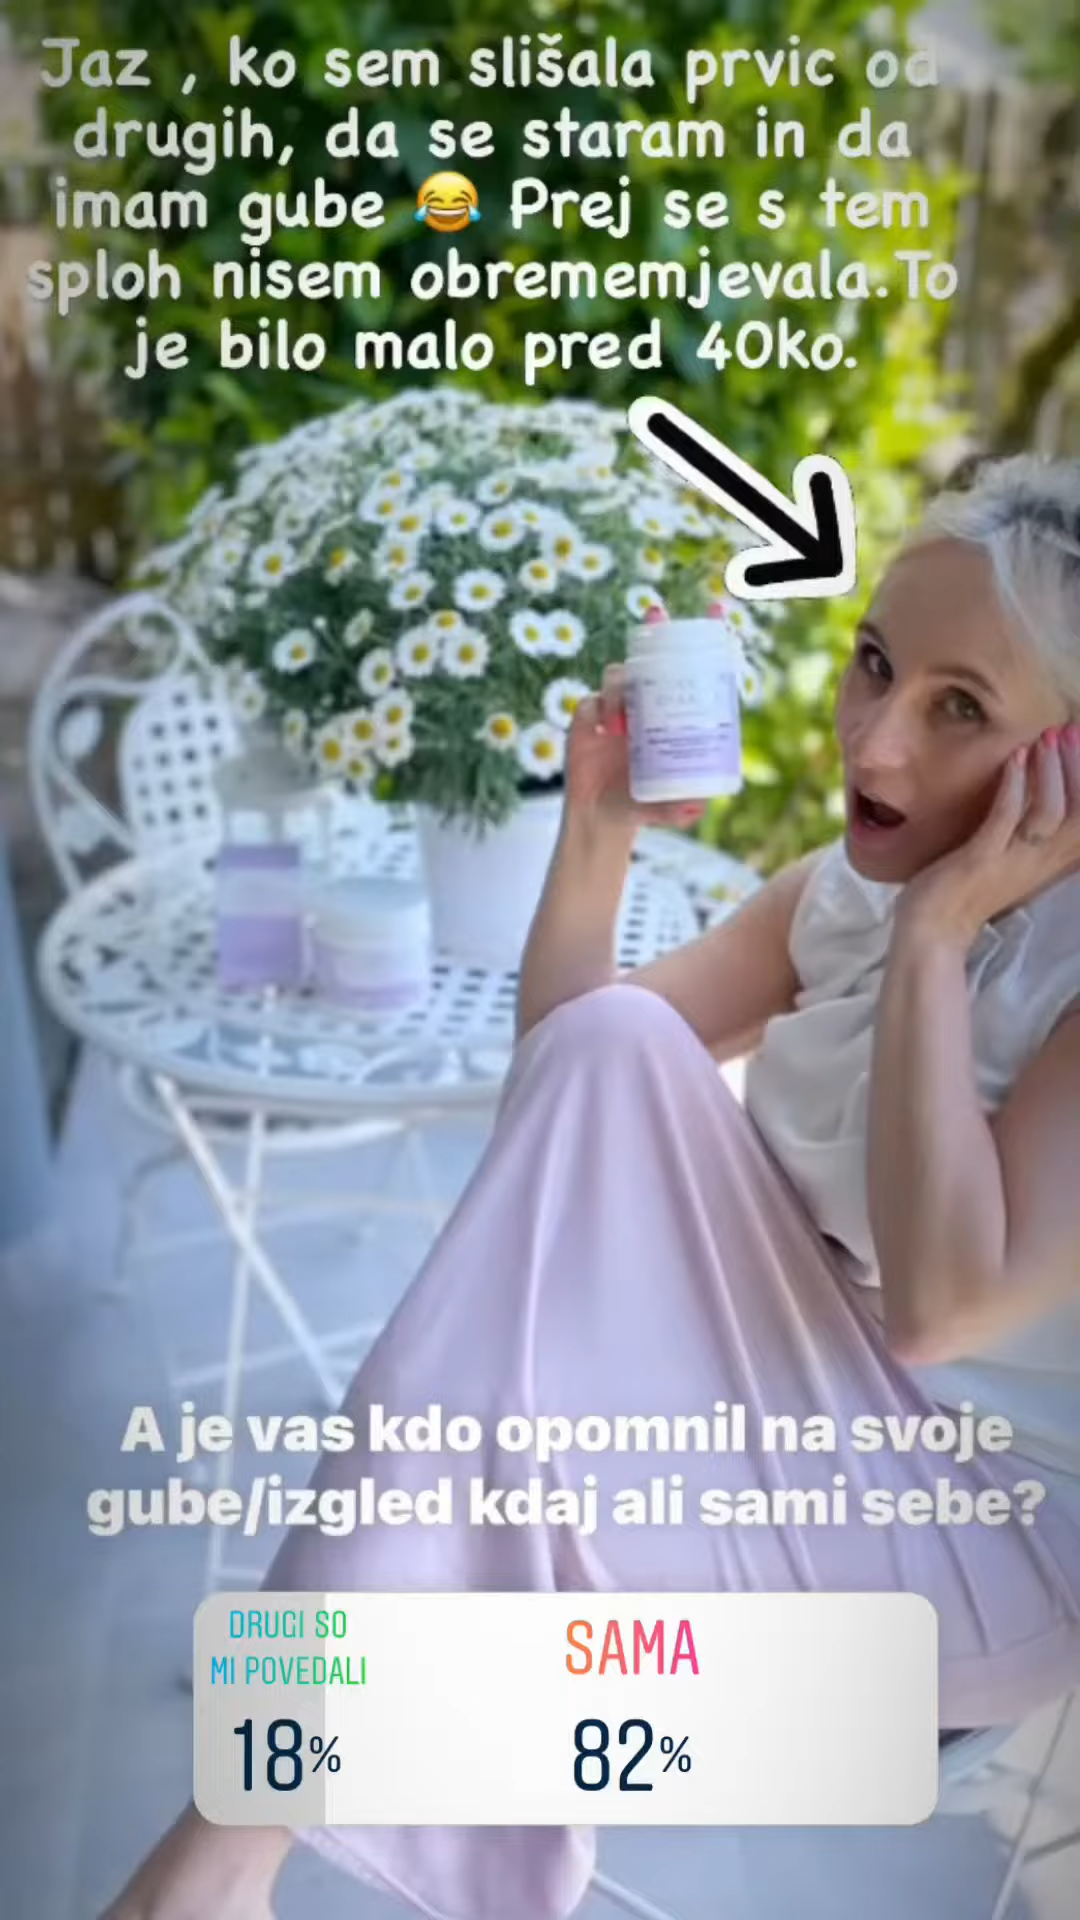 Jaz , ko sem slišala prvic od
drugih, da se staram in da
imam gube 😂 Prej se s tem
sploh nisem obrememjevala.To
je bilo malo pred 40ko.
A je vas kdo opomnil na svoje
gube/izgled kdaj ali sami sebe?
DRUGI SO
MI POVEDALI
SAMA
18%
82%